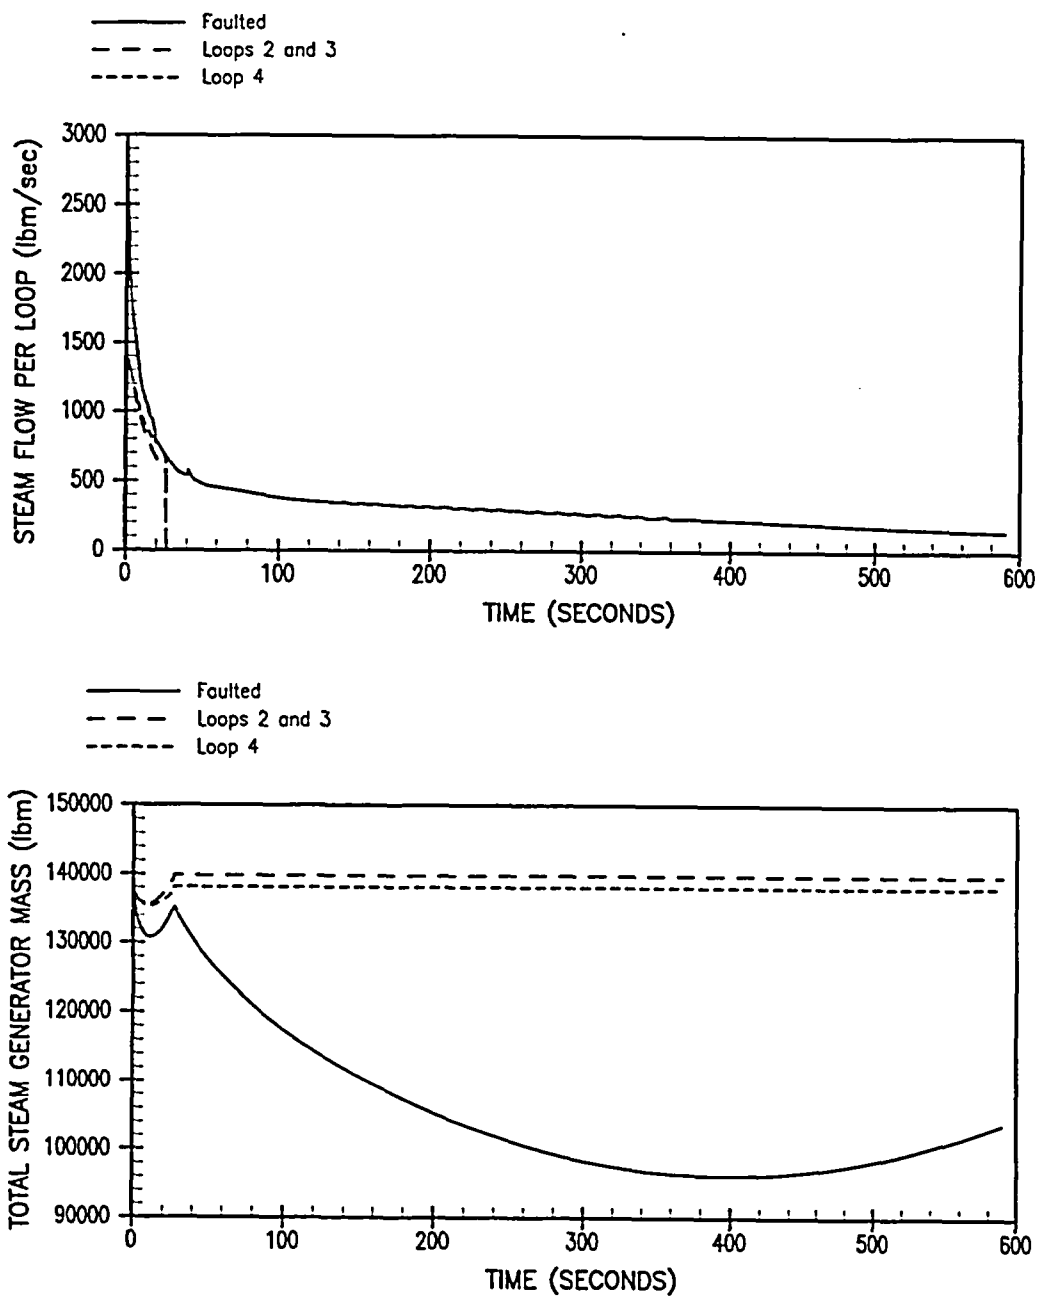 Faulted
Loops 2 and 3
Loop 4
STEAM FLOW PER LOOP (lbm/sec)
3000
2500
2000
1500
1000
500
0
0 100 200 300 400 500 600
TIME (SECONDS)
Faulted
Loops 2 and 3
Loop 4
TOTAL STEAM GENERATOR MASS (lbm)
150000
140000
130000
120000
110000
100000
90000
0 100 200 300 400 500 600
TIME (SECONDS)